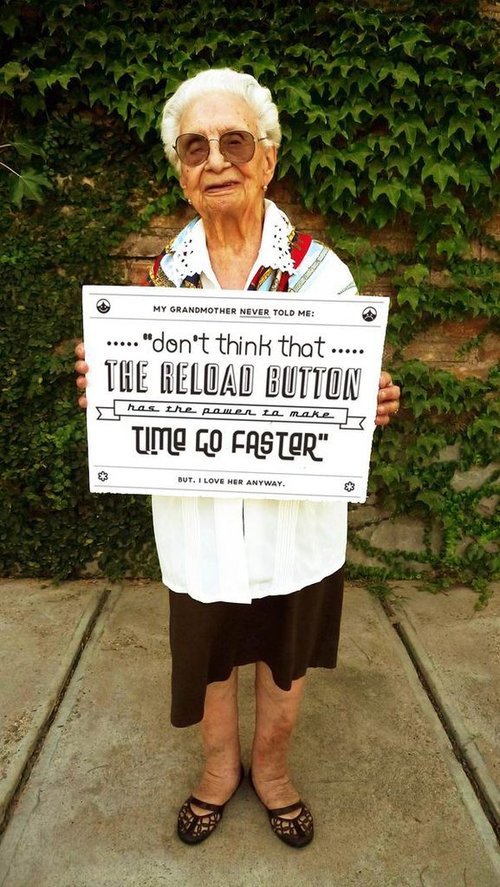 MY GRANDMOTHER NEVER TOLD ME:
"don't think that
THE RELOAD BUTTON
has the power to make
TIME GO FASTER"
BUT, I LOVE HER ANYWAY.